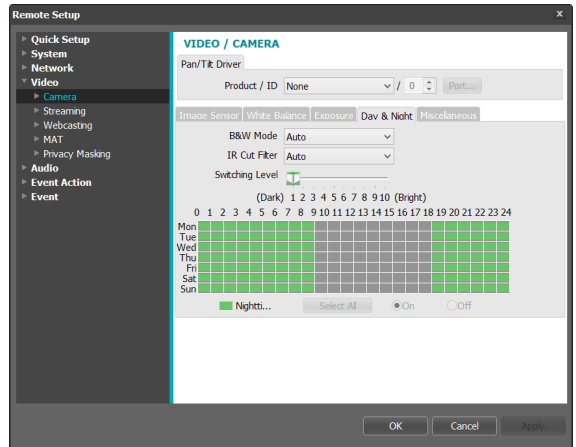 Remote Setup x
Quick Setup
System
Network
Video
Camera
Streaming
Webcasting
MAT
Privacy Masking
Audio
Event Action
Event
VIDEO / CAMERA
Pan/Tilt Driver
Product / ID None / 0 Port...
Image Sensor White Balance Exposure Day & Night Miscellaneous
B&W Mode Auto
IR Cut Filter Auto
Switching Level
(Dark) 1 2 3 4 5 6 7 8 9 10 (Bright)
0 1 2 3 4 5 6 7 8 9 10 11 12 13 14 15 16 17 18 19 20 21 22 23 24
Mon
Tue
Wed
Thu
Fri
Sat
Sun
Nightti... Select All On Off
OK Cancel Apply